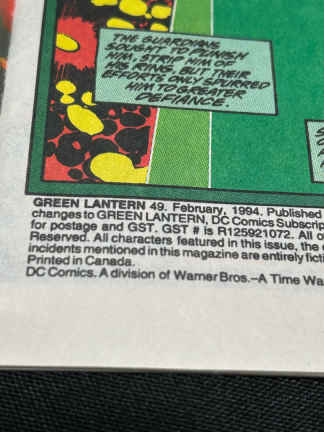 THE GUARDIANS
SOUGHT TO PUNISH
HIM, STRIP HIM OF
HIS RING. BUT THEIR
EFFORTS ONLY SPURRED
HIM TO GREATER
DEFIANCE.
GREEN LANTERN 49. February, 1994. Published
changes to GREEN LANTERN, DC Comics Subscrip
for postage and GST. GST # is R125921072. All
Reserved. All characters featured in this issue, the
incidents mentioned in this magazine are entirely ficti
Printed in Canada.
DC Comics. A division of Warner Bros.–A Time Wa